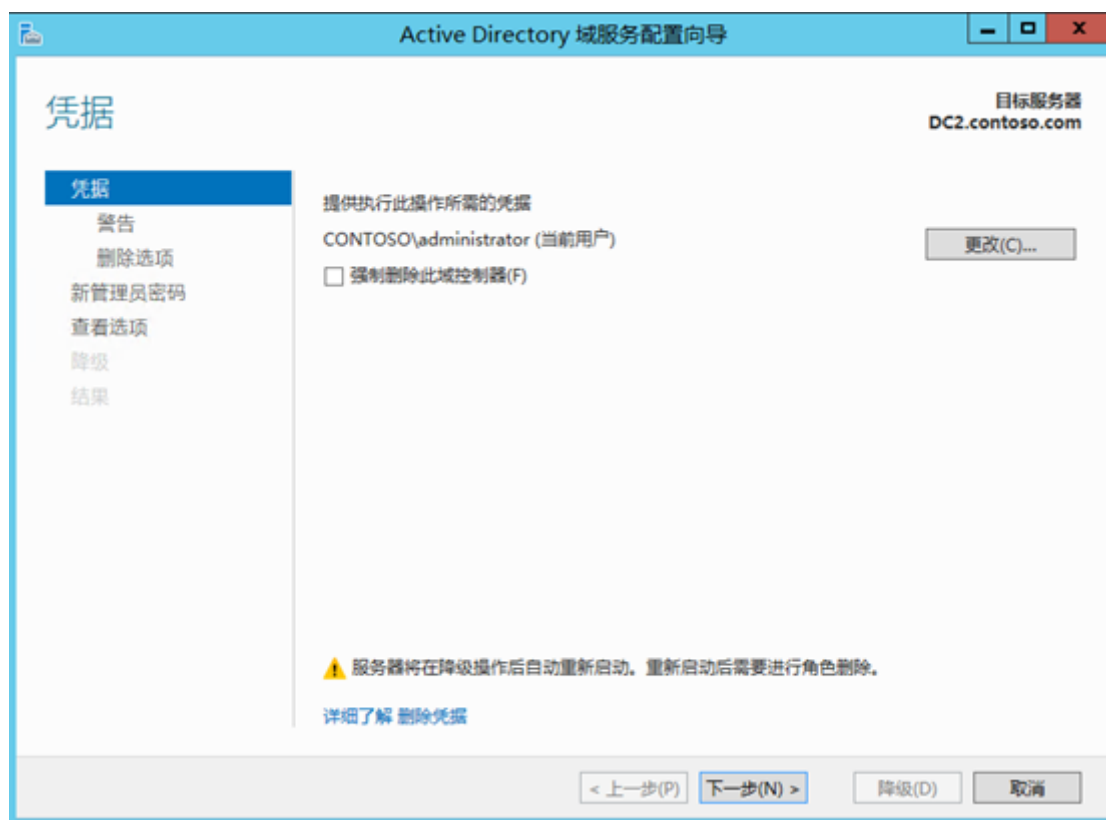 Active Directory 域服务配置向导
凭据
目标服务器
DC2.contoso.com
凭据
警告
删除选项
新管理员密码
查看选项
降级
结果
提供执行此操作所需的凭据
CONTOSO\administrator (当前用户)
更改(C)...
强制删除此域控制器(F)
服务器将在降级操作后自动重新启动。重新启动后需要进行角色删除。
详细了解 删除凭据
< 上一步(P)
下一步(N) >
降级(D)
取消